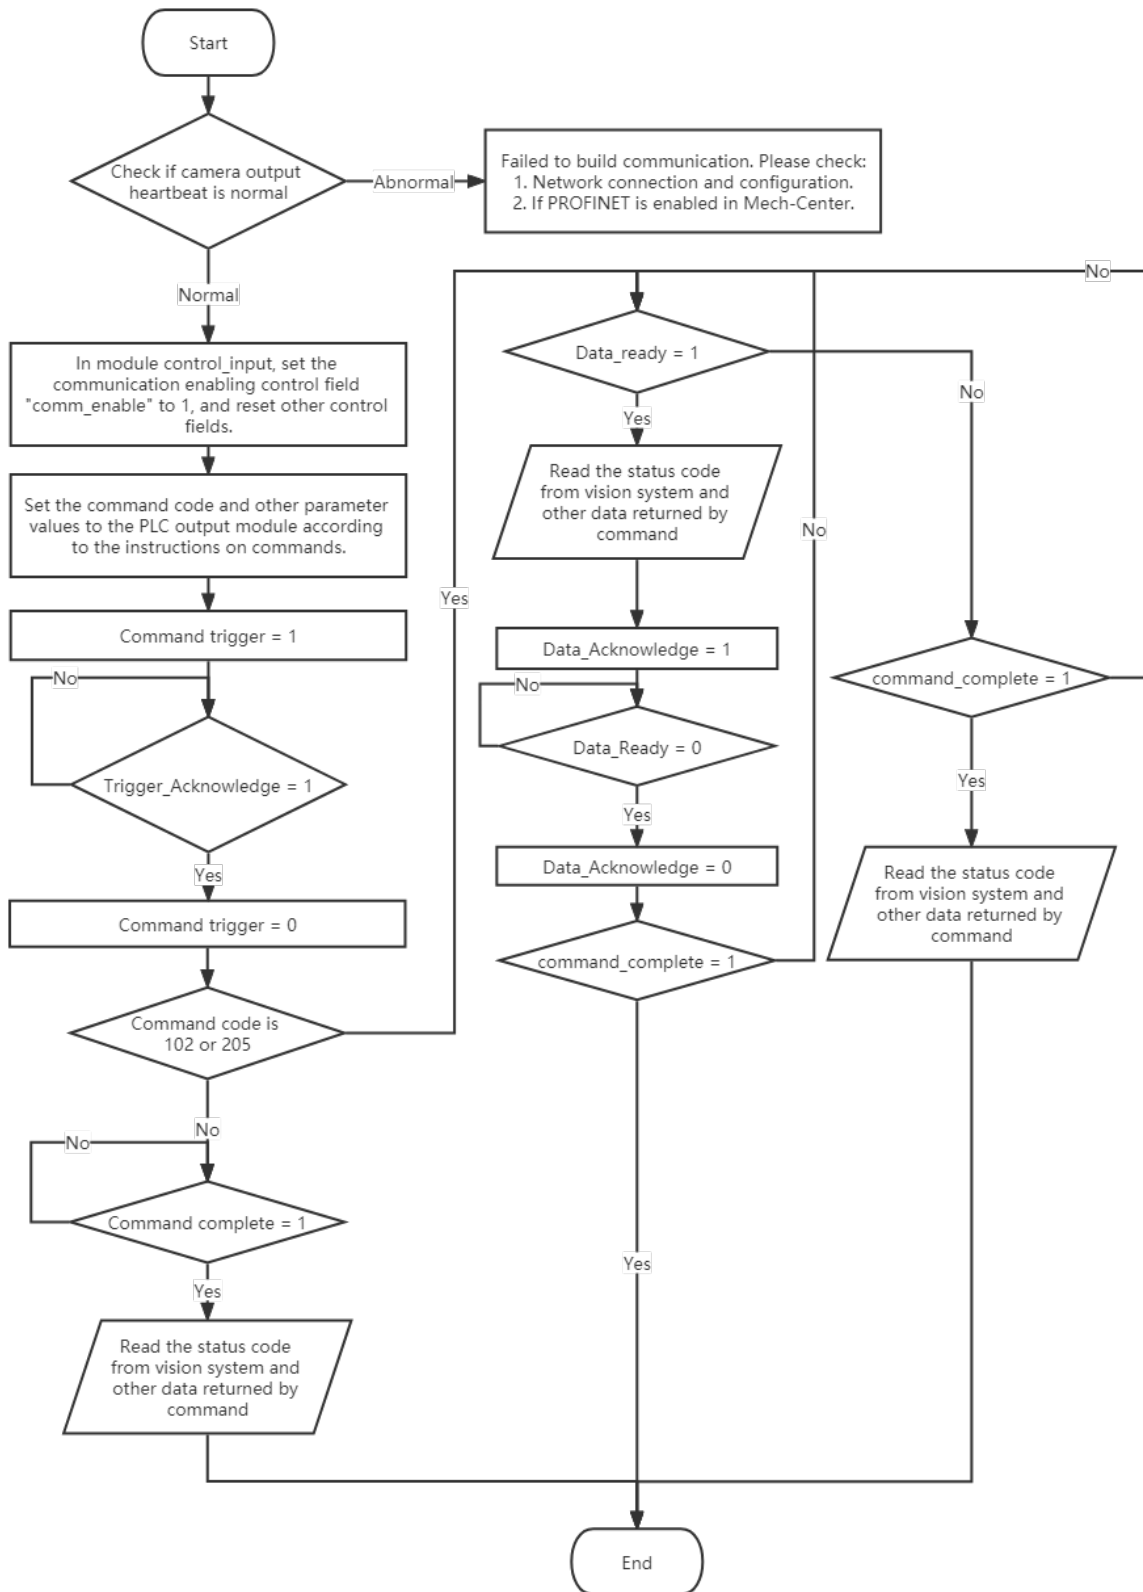 Start
Check if camera output
heartbeat is normal
Abnormal
Failed to build communication. Please check:
1. Network connection and configuration.
2. If PROFINET is enabled in Mech-Center.
Normal
In module control_input, set the
communication enabling control field
"comm_enable" to 1, and reset other control
fields.
Set the command code and other parameter
values to the PLC output module according
to the instructions on commands.
Command trigger = 1
No
Trigger_Acknowledge = 1
Yes
Command trigger = 0
Command code is
102 or 205
Yes
No
No
Command complete = 1
Yes
Read the status code
from vision system and
other data returned by
command
Data_ready = 1
Yes
Read the status code
from vision system and
other data returned by
command
Data_Acknowledge = 1
No
Data_Ready = 0
Yes
Data_Acknowledge = 0
command_complete = 1
No
Yes
No
No
command_complete = 1
Yes
Read the status code
from vision system and
other data returned by
command
End